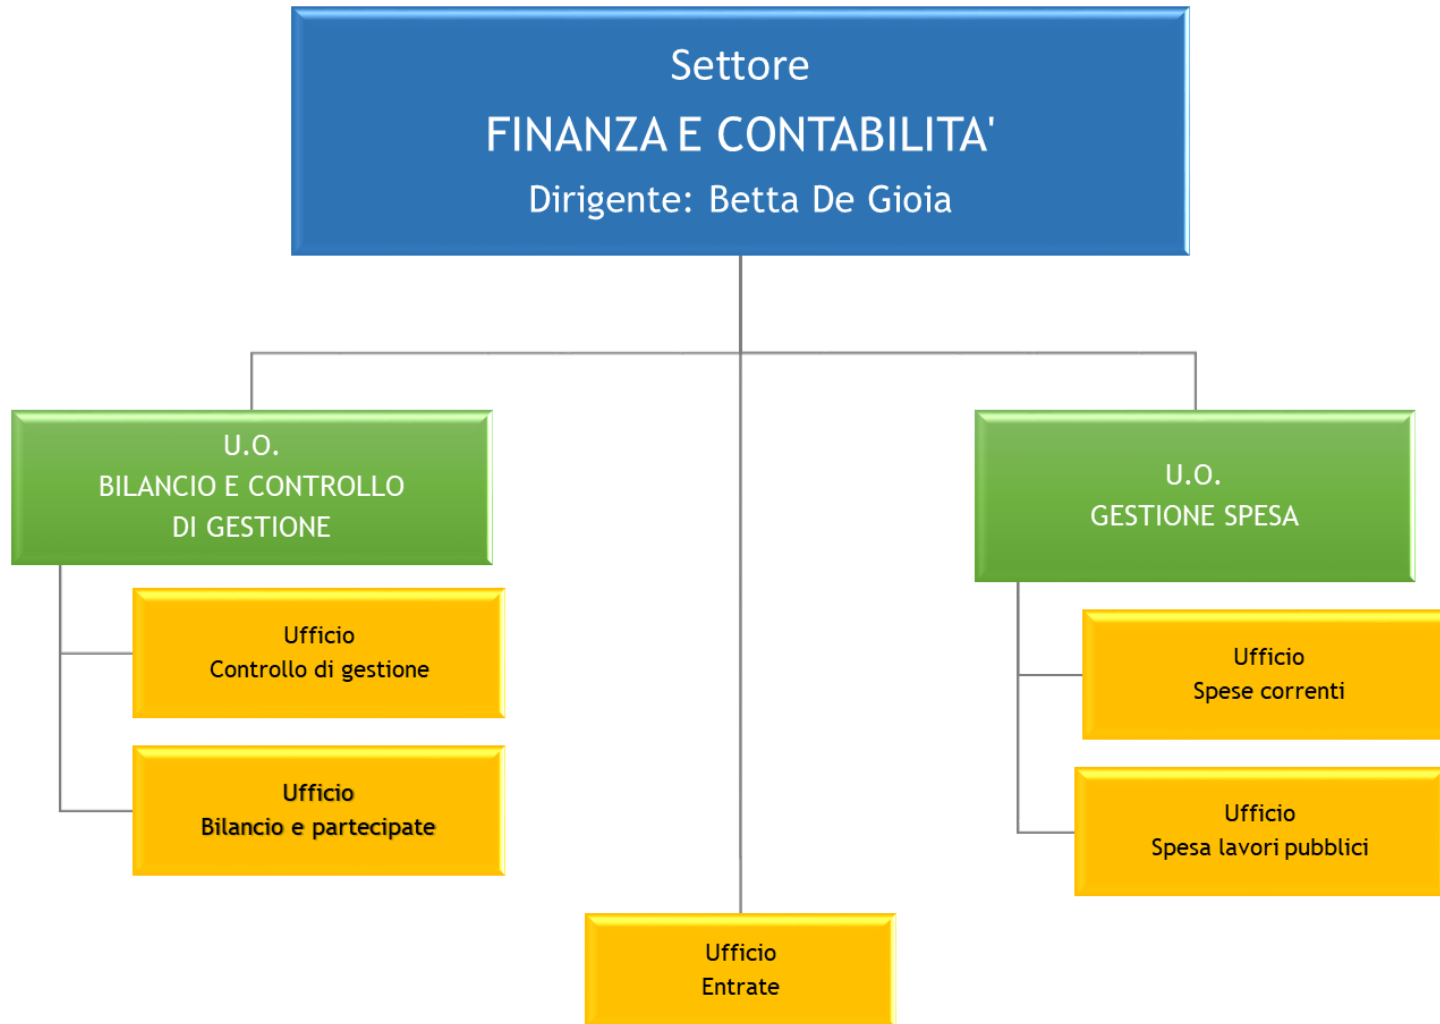 Settore
FINANZA E CONTABILITA'
Dirigente: Betta De Gioia
U.O.
BILANCIO E CONTROLLO
DI GESTIONE
Ufficio
Controllo di gestione
Ufficio
Bilancio e partecipate
U.O.
GESTIONE SPESA
Ufficio
Spese correnti
Ufficio
Spesa lavori pubblici
Ufficio
Entrate